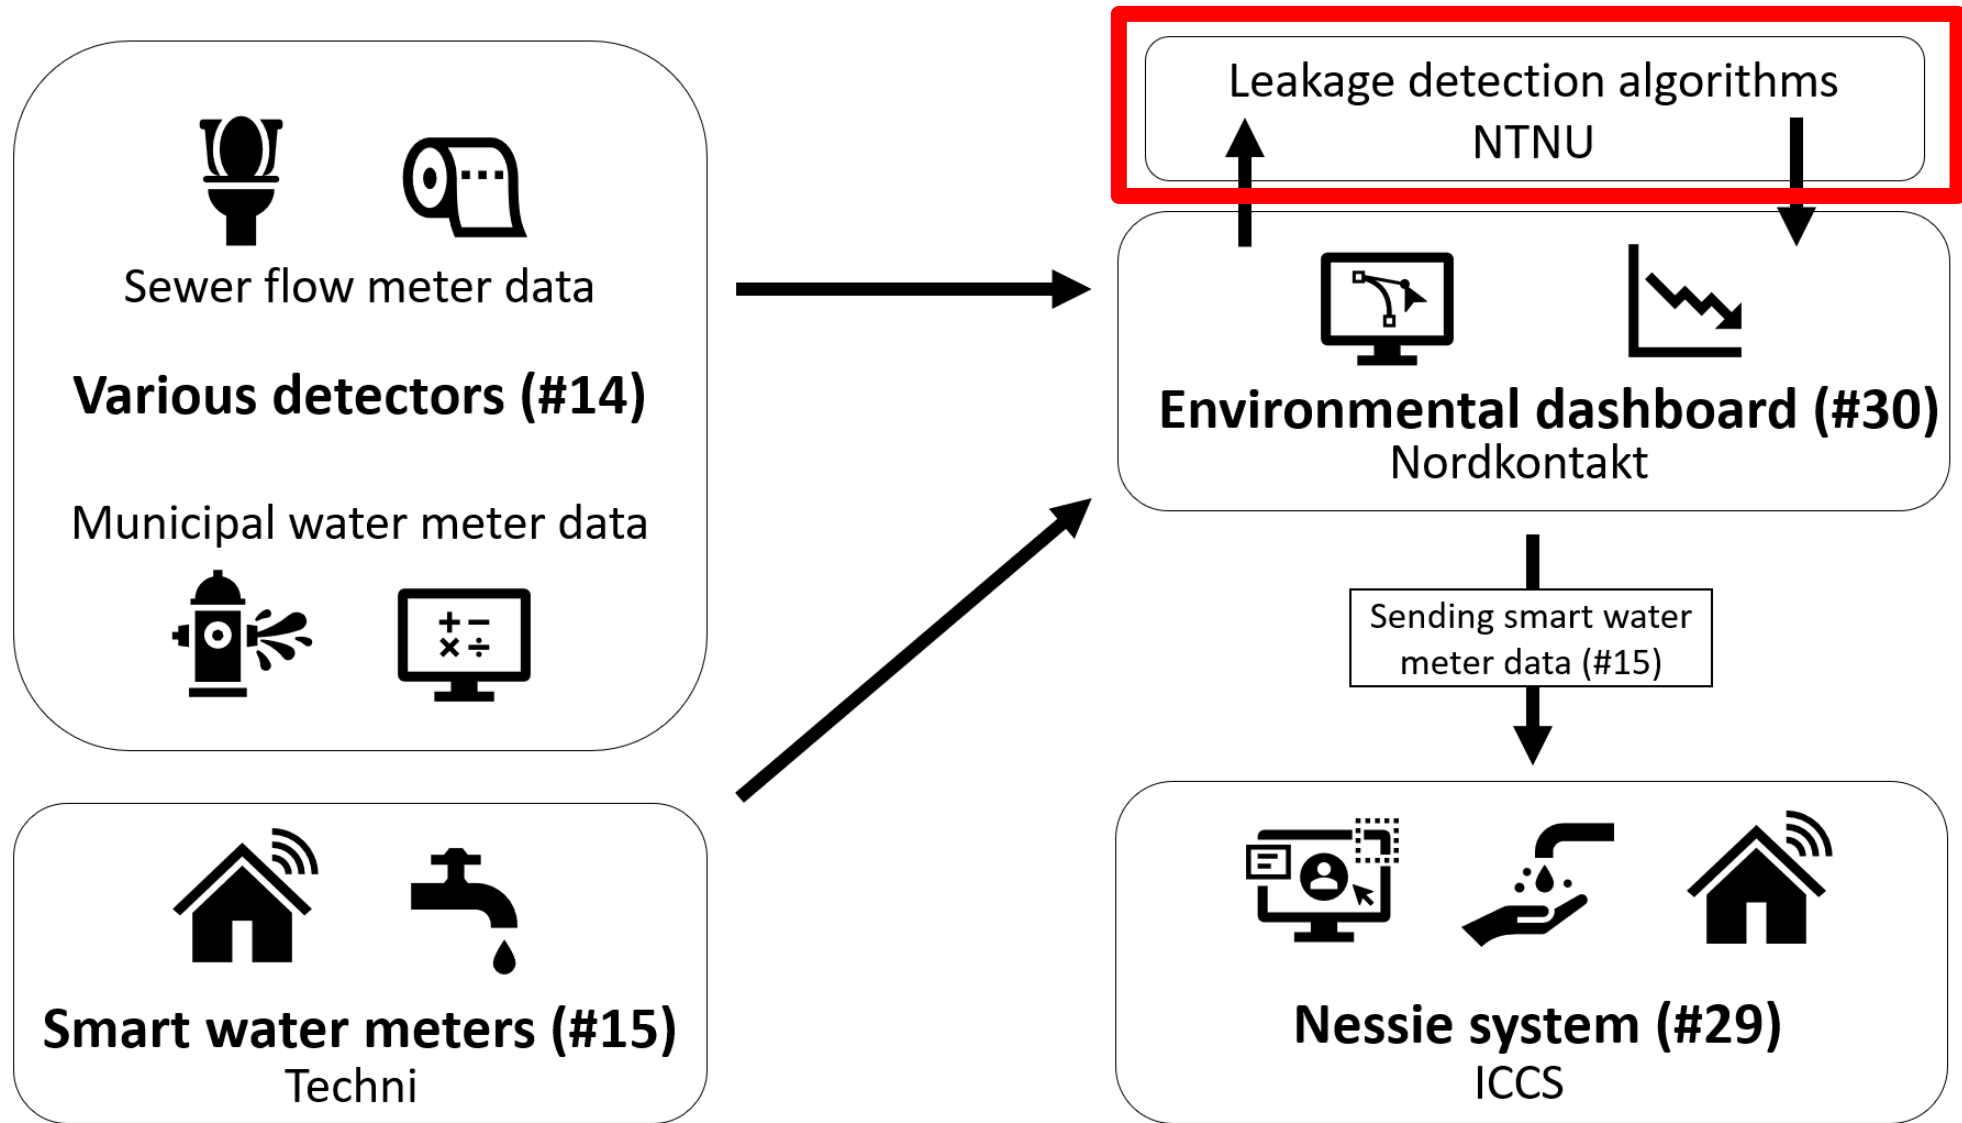 Sewer flow meter data
Various detectors (#14)
Municipal water meter data
Smart water meters (#15)
Techni
Leakage detection algorithms
NTNU
Environmental dashboard (#30)
Nordkontakt
Sending smart water
meter data (#15)
Nessie system (#29)
ICCS